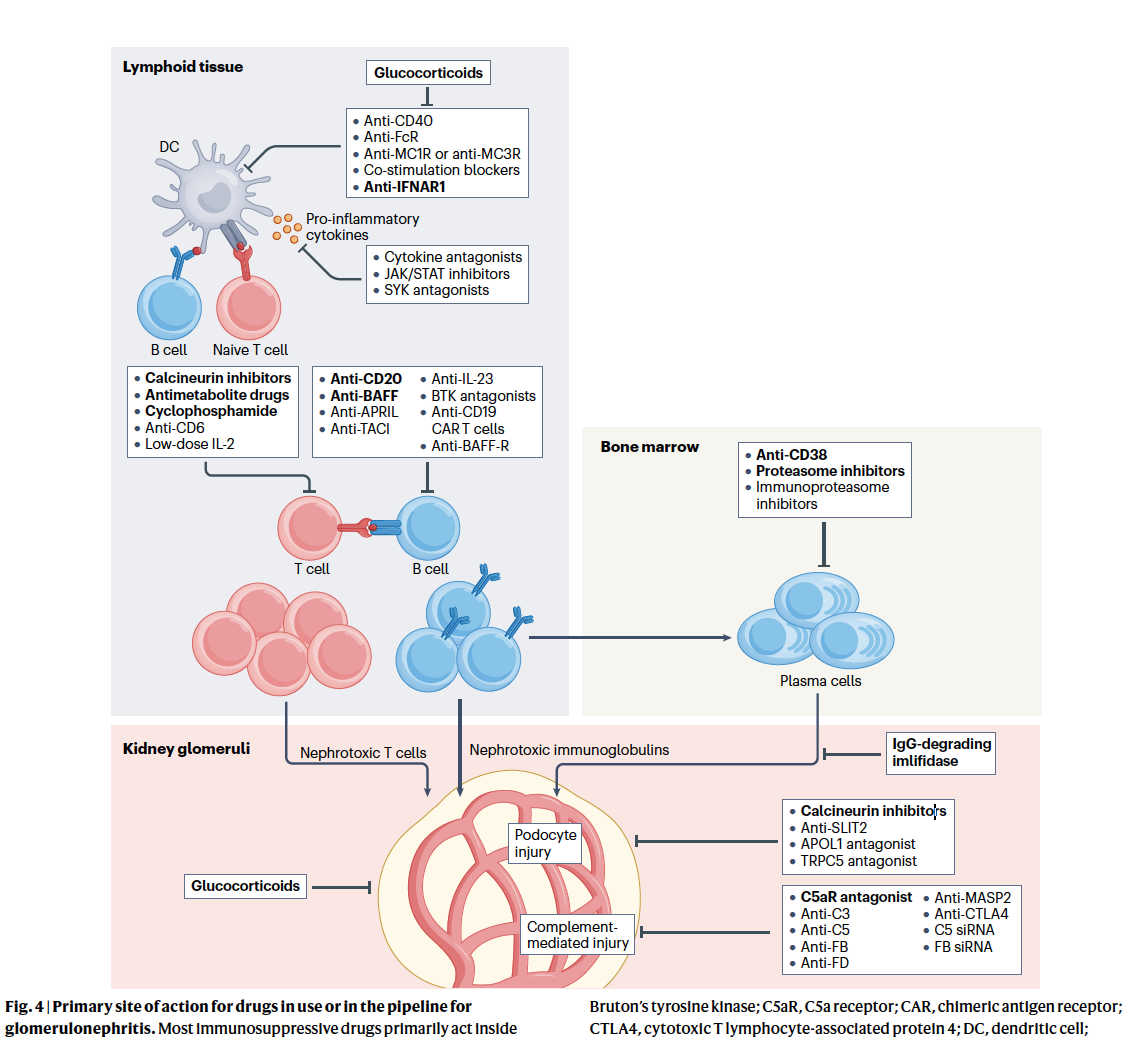 Lymphoid tissue
Glucocorticoids
• Anti-CD40
• Anti-FcR
• Anti-MC1R or anti-MC3R
• Co-stimulation blockers
• Anti-IFNAR1
DC
Pro-inflammatory
cytokines
• Cytokine antagonists
• JAK/STAT inhibitors
• SYK antagonists
B cell
Naive T cell
• Calcineurin inhibitors
• Antimetabolite drugs
• Cyclophosphamide
• Anti-CD6
• Low-dose IL-2
• Anti-CD20
• Anti-BAFF
• Anti-APRIL
• Anti-TACI
• Anti-IL-23
• BTK antagonists
• Anti-CD19
CAR T cells
• Anti-BAFF-R
T cell
B cell
Bone marrow
• Anti-CD38
• Proteasome inhibitors
• Immunoproteasome
inhibitors
Plasma cells
Kidney glomeruli
Nephrotoxic T cells
Nephrotoxic immunoglobulins
IgG-degrading
imlifidase
Podocyte
injury
• Calcineurin inhibitors
• Anti-SLIT2
• APOL1 antagonist
• TRPC5 antagonist
Glucocorticoids
Complement-
mediated injury
• C5aR antagonist
• Anti-C3
• Anti-C5
• Anti-FB
• Anti-FD
• Anti-MASP2
• Anti-CTLA4
• C5 siRNA
• FB siRNA
Fig. 4 | Primary site of action for drugs in use or in the pipeline for
glomerulonephritis. Most immunosuppressive drugs primarily act inside
Bruton’s tyrosine kinase; C5aR, C5a receptor; CAR, chimeric antigen receptor;
CTLA4, cytotoxic T lymphocyte-associated protein 4; DC, dendritic cell;